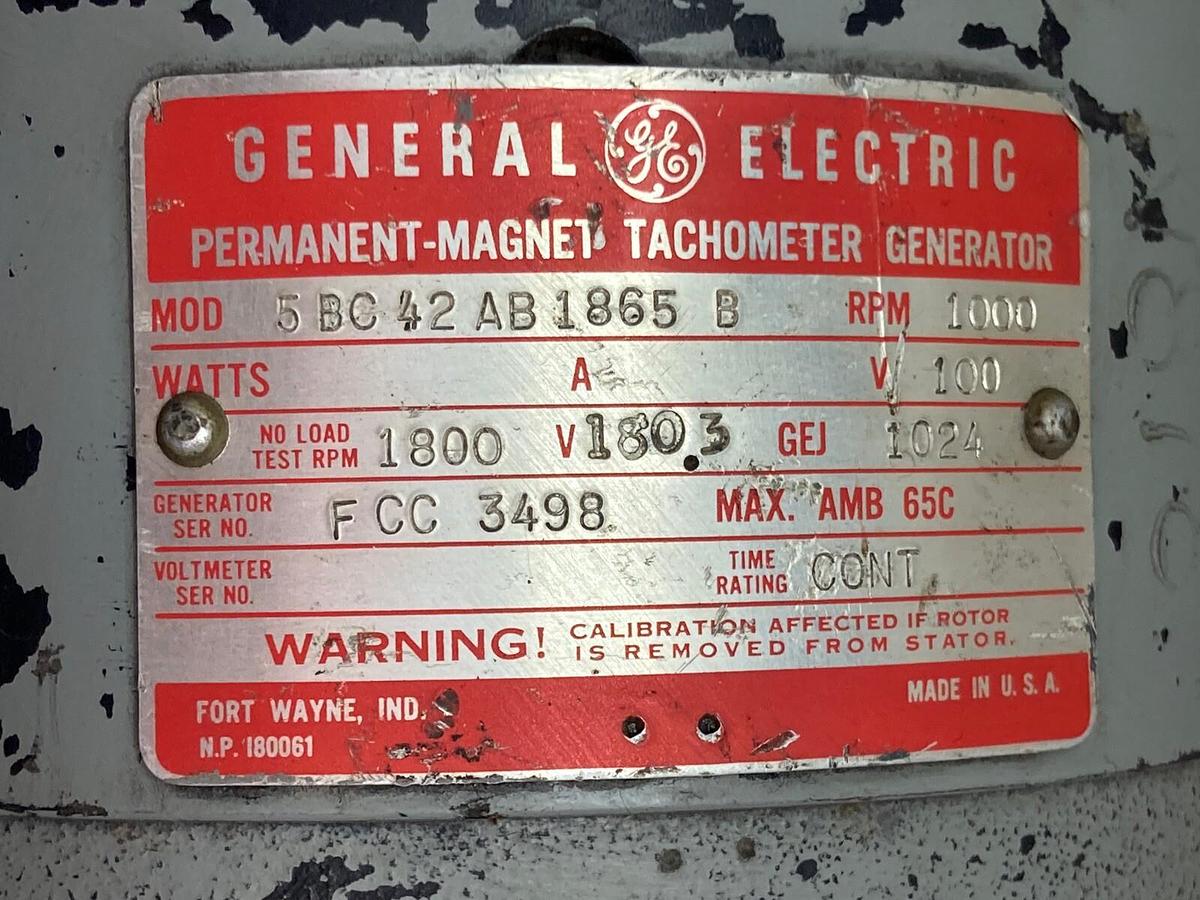 GENERAL GE ELECTRIC
PERMANENT-MAGNET TACHOMETER GENERATOR
MOD 5BC42AB1865 B RPM 1000
WATTS A V 100
NO LOAD TEST RPM 1800 V 180.3 GEJ 1024
GENERATOR SER NO. FCC 3498 MAX. AMB 65C
VOLTMETER SER NO. TIME RATING CONT
WARNING! CALIBRATION AFFECTED IF ROTOR
IS REMOVED FROM STATOR.
MADE IN U.S.A.
FORT WAYNE, IND.
N.P. 180061